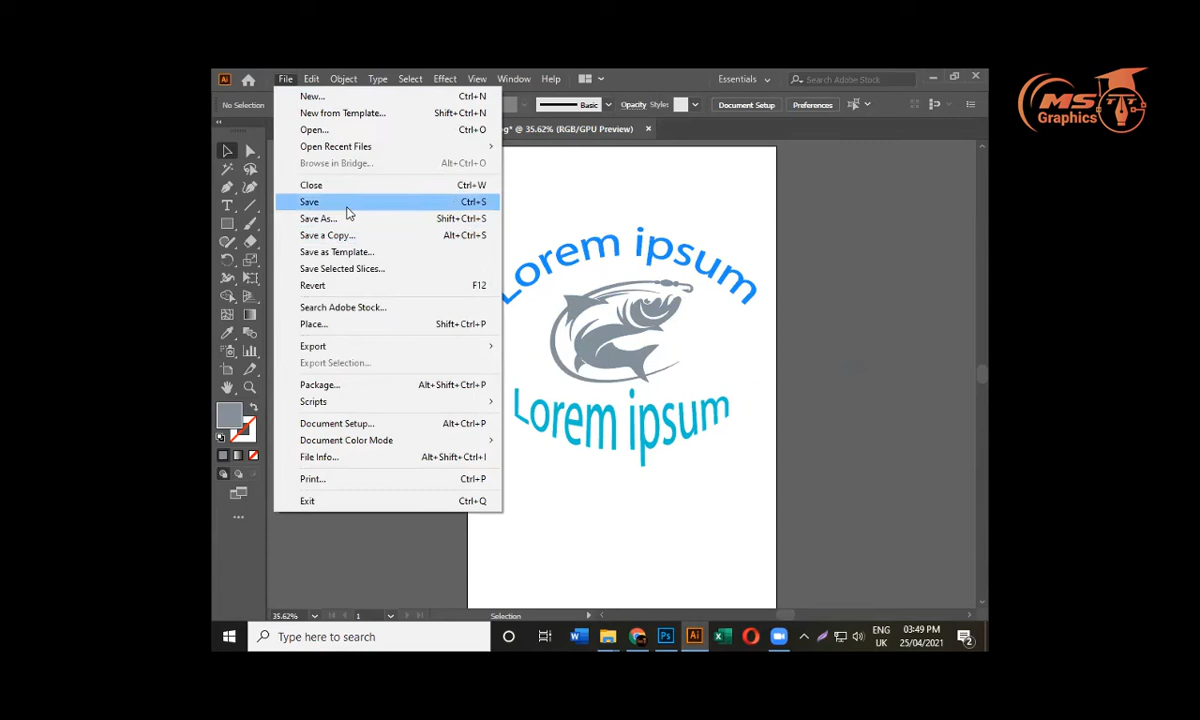 Ai File Edit Object Type Select Effect View Window Help Essentials Search Adobe Stock
No Selection Basic Opacity Style: Document Setup Preferences
g* @ 35.62% (RGB/GPU Preview) ×
New... Ctrl+N
New from Template... Shift+Ctrl+N
Open... Ctrl+O
Open Recent Files
Browse in Bridge... Alt+Ctrl+O
Close Ctrl+W
Save Ctrl+S
Save As... Shift+Ctrl+S
Save a Copy... Alt+Ctrl+S
Save as Template...
Save Selected Slices...
Revert F12
Search Adobe Stock...
Place... Shift+Ctrl+P
Export
Export Selection...
Package... Alt+Shift+Ctrl+P
Scripts
Document Setup... Alt+Ctrl+P
Document Color Mode
File Info... Alt+Shift+Ctrl+I
Print... Ctrl+P
Exit Ctrl+Q
Lorem ipsum
Lorem ipsum
MS
Graphics
35.62% 1 Selection
Type here to search
W Ps Ai X
ENG
UK
03:49 PM
25/04/2021
2